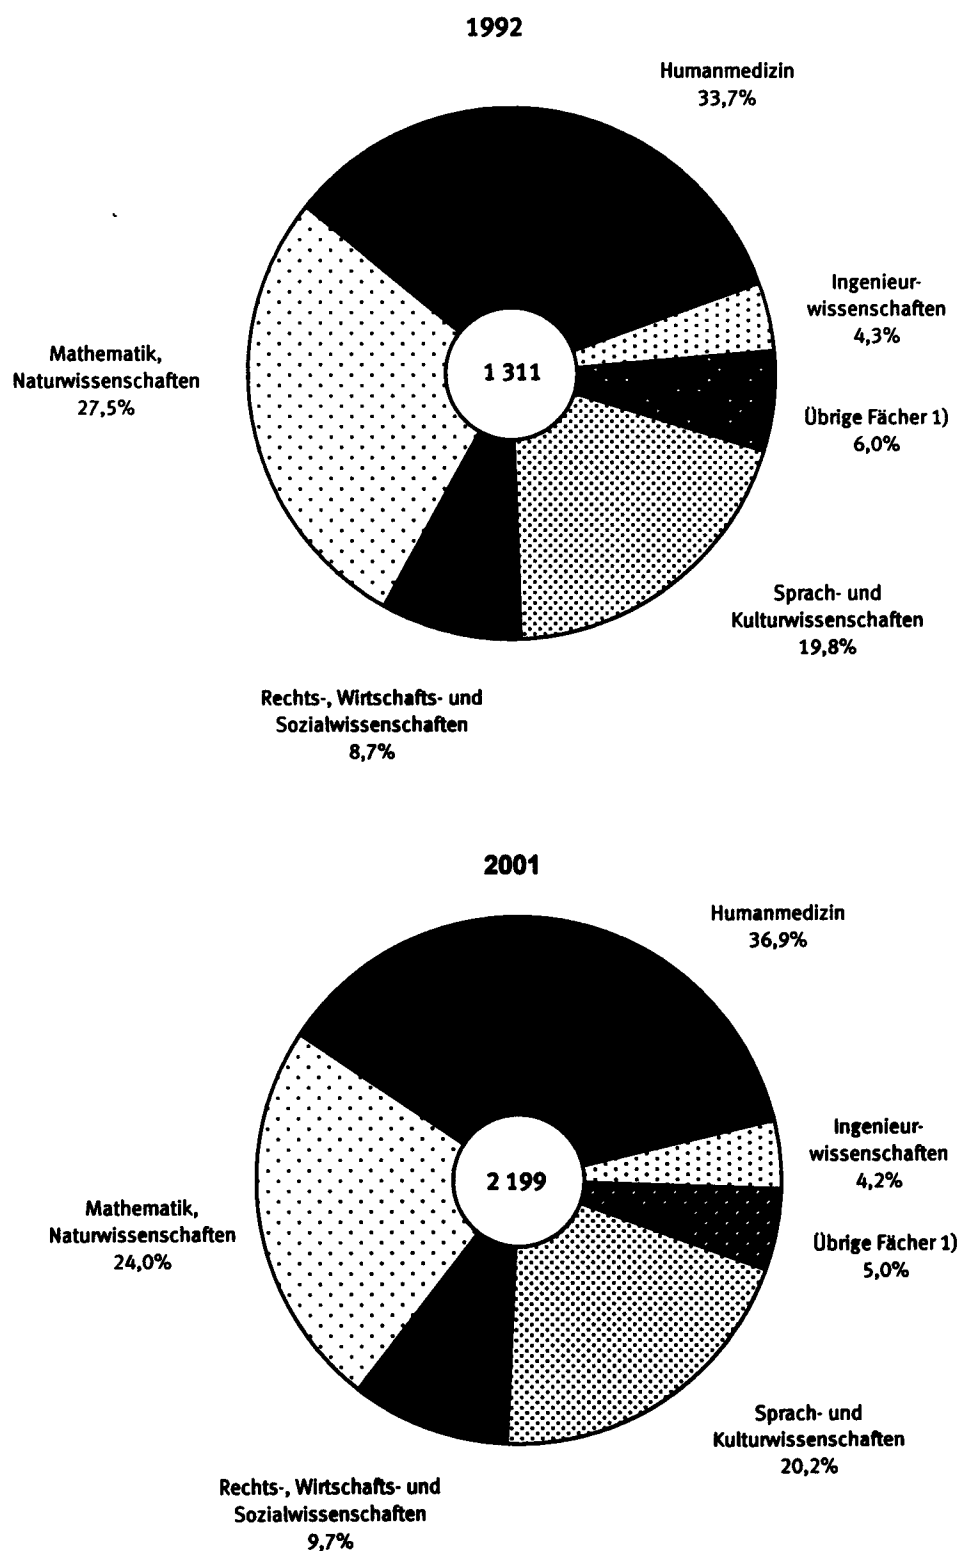 1992
Humanmedizin
33,7%
Ingenieur-
wissenschaften
4,3%
Mathematik,
Naturwissenschaften
27,5%
1 311
Übrige Fächer 1)
6,0%
Sprach- und
Kulturwissenschaften
19,8%
Rechts-, Wirtschafts- und
Sozialwissenschaften
8,7%
2001
Humanmedizin
36,9%
Ingenieur-
wissenschaften
4,2%
2 199
Mathematik,
Naturwissenschaften
24,0%
Übrige Fächer 1)
5,0%
Sprach- und
Kulturwissenschaften
20,2%
Rechts-, Wirtschafts- und
Sozialwissenschaften
9,7%